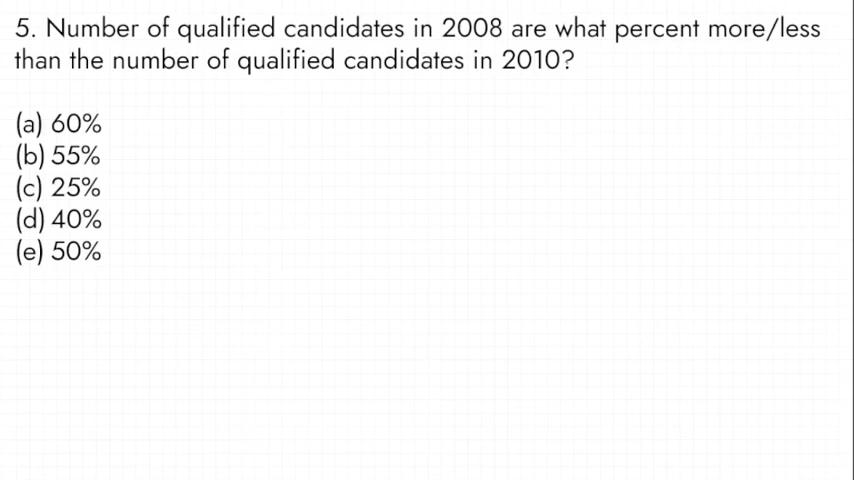 5. Number of qualified candidates in 2008 are what percent more/less
than the number of qualified candidates in 2010?
(a) 60%
(b) 55%
(c) 25%
(d) 40%
(e) 50%